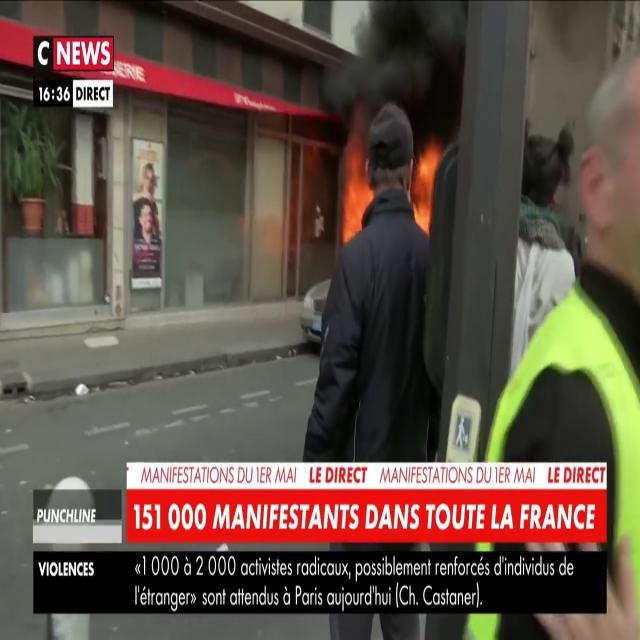 C NEWS
16:36 DIRECT
MANIFESTATIONS DU 1ER MAI LE DIRECT MANIFESTATIONS DU 1ER MAI LE DIRECT
PUNCHLINE
151 000 MANIFESTANTS DANS TOUTE LA FRANCE
VIOLENCES
«1 000 à 2 000 activistes radicaux, possiblement renforcés d'individus de
l'étranger» sont attendus à Paris aujourd'hui (Ch. Castaner).